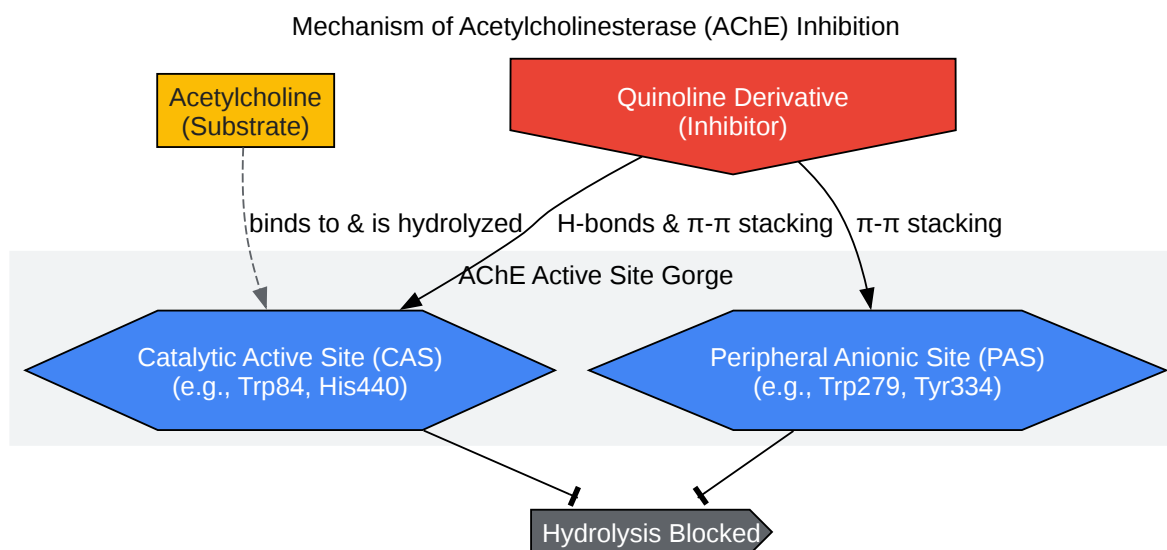 Mechanism of Acetylcholinesterase (AChE) Inhibition
Acetylcholine
(Substrate)
Quinoline Derivative
(Inhibitor)
binds to & is hydrolyzed
H-bonds & π-π stacking
π-π stacking
AChE Active Site Gorge
Catalytic Active Site (CAS)
(e.g., Trp84, His440)
Peripheral Anionic Site (PAS)
(e.g., Trp279, Tyr334)
Hydrolysis Blocked